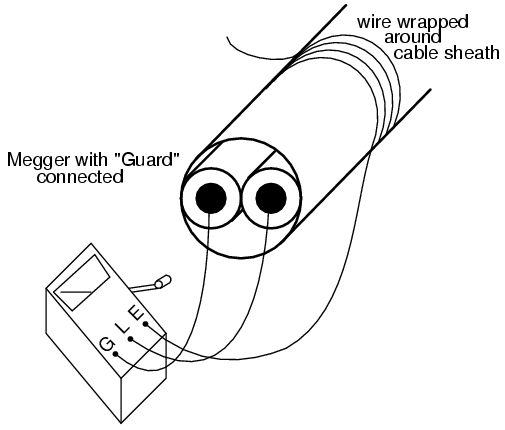 wire wrapped
around
cable sheath
Megger with "Guard"
connected
G L E